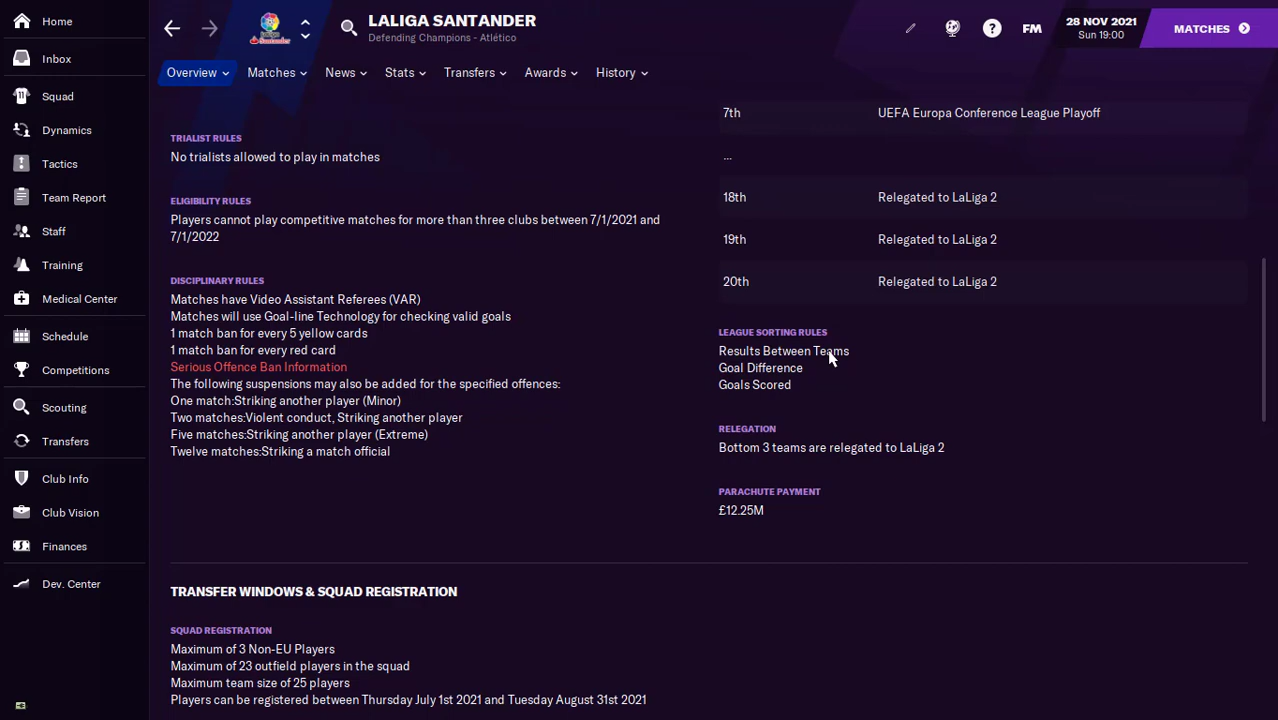 Home
Inbox
Squad
Dynamics
Tactics
Team Report
Staff
Training
Medical Center
Schedule
Competitions
Scouting
Transfers
Club Info
Club Vision
Finances
Dev. Center
LALIGA SANTANDER
Defending Champions - Atlético
FM
28 NOV 2021
Sun 19:00
MATCHES
Overview
Matches
News
Stats
Transfers
Awards
History
TRIALIST RULES
No trialists allowed to play in matches
ELIGIBILITY RULES
Players cannot play competitive matches for more than three clubs between 7/1/2021 and
7/1/2022
DISCIPLINARY RULES
Matches have Video Assistant Referees (VAR)
Matches will use Goal-line Technology for checking valid goals
1 match ban for every 5 yellow cards
1 match ban for every red card
Serious Offence Ban Information
The following suspensions may also be added for the specified offences:
One match:Striking another player (Minor)
Two matches:Violent conduct, Striking another player
Five matches:Striking another player (Extreme)
Twelve matches:Striking a match official
7th UEFA Europa Conference League Playoff
...
18th Relegated to LaLiga 2
19th Relegated to LaLiga 2
20th Relegated to LaLiga 2
LEAGUE SORTING RULES
Results Between Teams
Goal Difference
Goals Scored
RELEGATION
Bottom 3 teams are relegated to LaLiga 2
PARACHUTE PAYMENT
£12.25M
TRANSFER WINDOWS & SQUAD REGISTRATION
SQUAD REGISTRATION
Maximum of 3 Non-EU Players
Maximum of 23 outfield players in the squad
Maximum team size of 25 players
Players can be registered between Thursday July 1st 2021 and Tuesday August 31st 2021